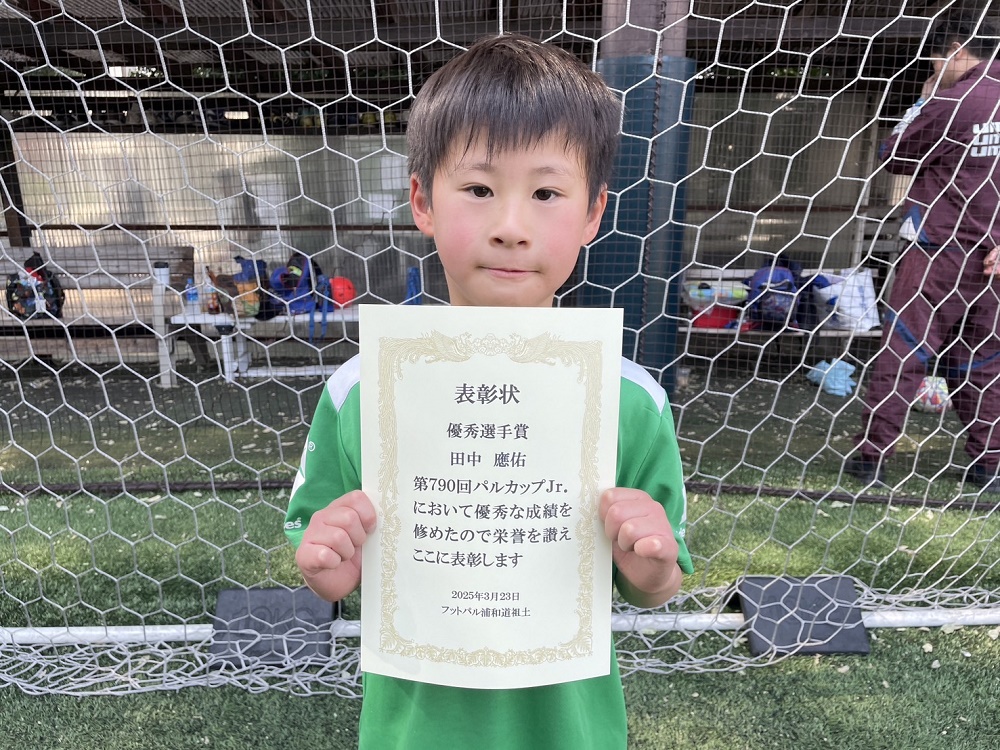 表彰状
優秀選手賞
田中 應佑
第790回パルカップJr.
において優秀な成績を
修めたので栄誉を讃え
ここに表彰します
2025年3月23日
フットパル浦和道祖土